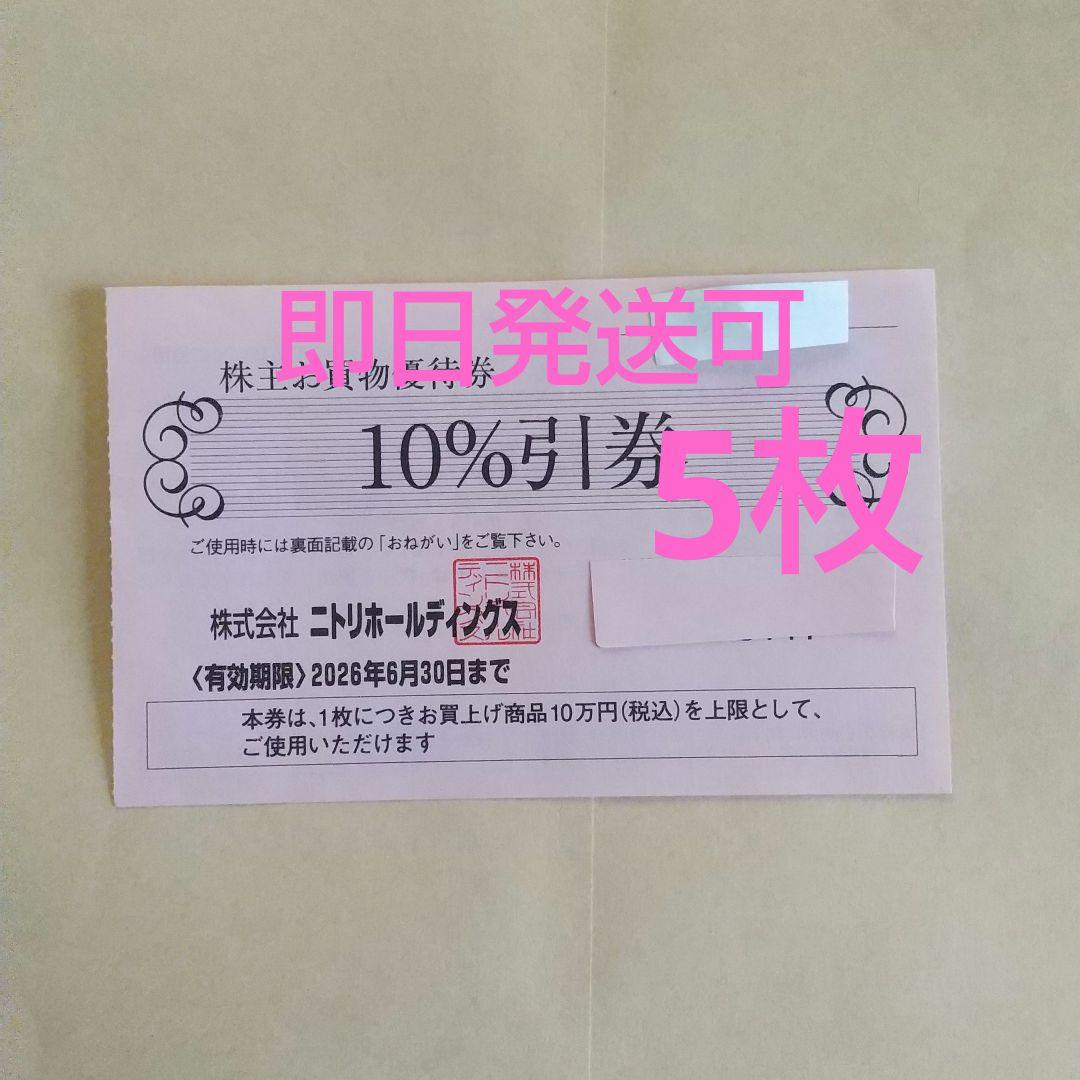 即日発送可
株主お買物優待券
10%引券
5枚
ご使用時には裏面記載の「おねがい」をご覧下さい。
株式会社 ニトリホールディングス
〈有効期限〉2026年6月30日まで
本券は、1枚につきお買上げ商品10万円(税込)を上限として、
ご使用いただけます